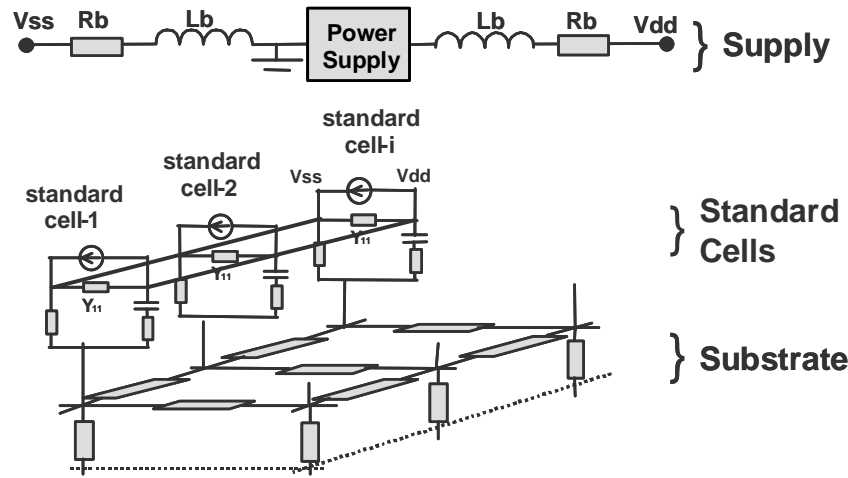 Vss Rb Lb Power Supply Lb Rb Vdd } Supply
standard cell-i
standard cell-2
Vss Vdd
standard cell-1
Y11
Y11
Y11
} Standard Cells
} Substrate